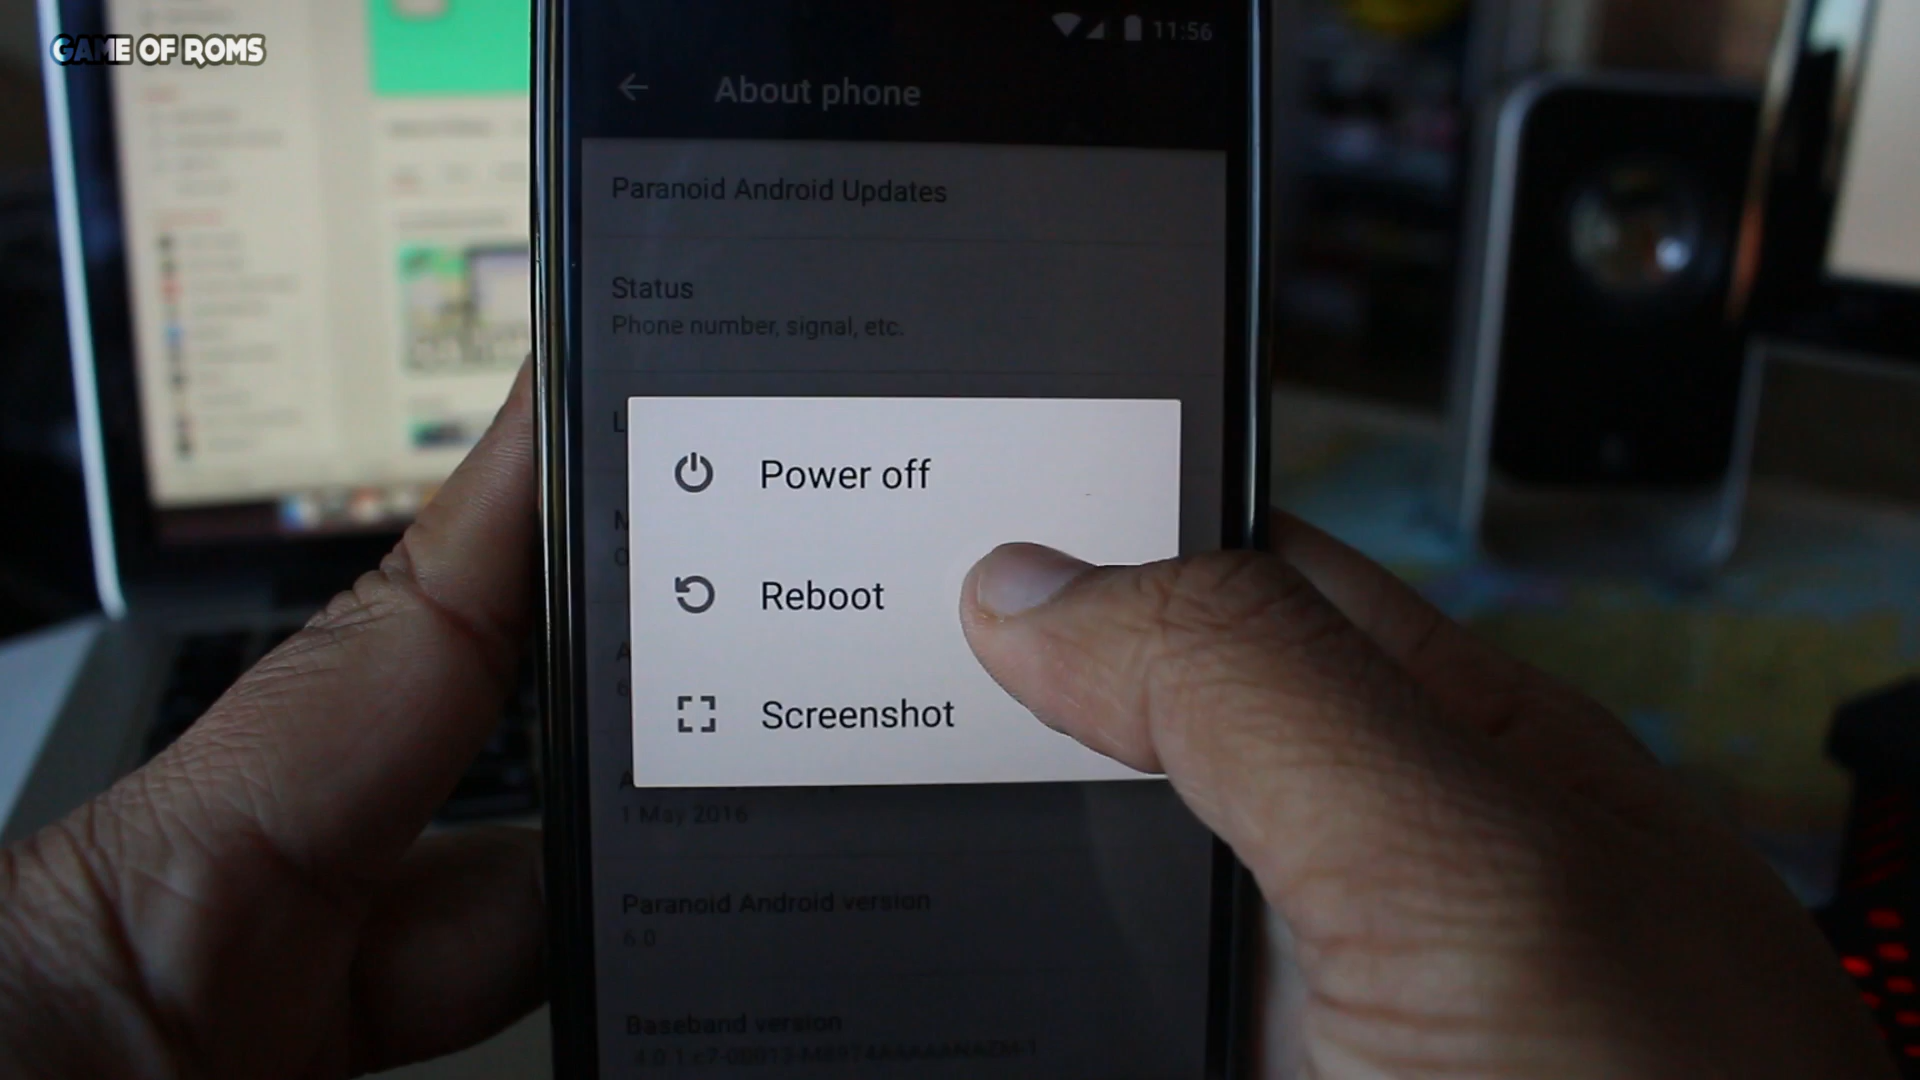 GAME OF ROMS
11:56
About phone
Paranoid Android Updates
Status
Phone number, signal, etc.
Power off
Reboot
Screenshot
1 May 2016
Paranoid Android version
6.0
Baseband version